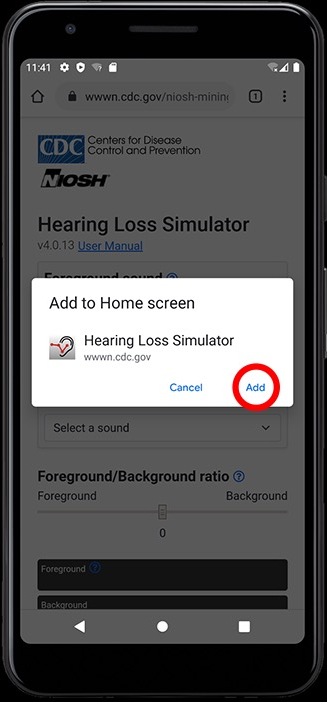 11:41
wwwn.cdc.gov/niosh-mining
1
CDC Centers for Disease
Control and Prevention
NIOSH
Hearing Loss Simulator
v4.0.13 User Manual
Foreground sound ?
Add to Home screen
Hearing Loss Simulator
wwwn.cdc.gov
Cancel Add
Select a sound
Foreground/Background ratio ?
Foreground Background
0
Foreground ?
Background